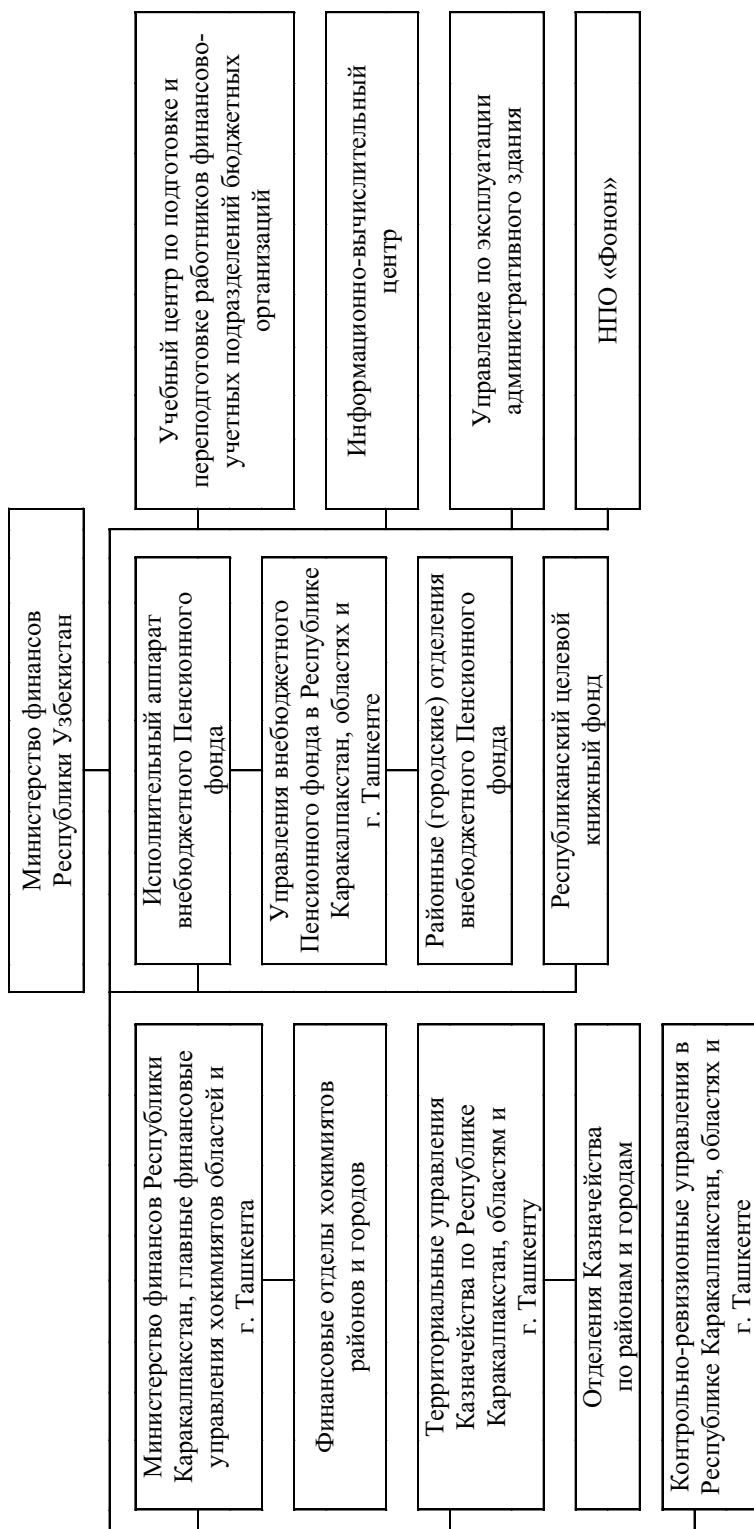 Министерство финансов
Республики Узбекистан
Министерство финансов Республики
Каракалпакстан, главные финансовые
управления хокимиятов областей и
г. Ташкента
Финансовые отделы хокимиятов
районов и городов
Территориальные управления
Казначейства по Республике
Каракалпакстан, областям и
г. Ташкенту
Отделения Казначейства
по районам и городам
Контрольно-ревизионные управления в
Республике Каракалпакстан, областях и
г. Ташкенте
Исполнительный аппарат
внебюджетного Пенсионного
фонда
Управления внебюджетного
Пенсионного фонда в Республике
Каракалпакстан, областях и
г. Ташкенте
Районные (городские) отделения
внебюджетного Пенсионного
фонда
Республиканский целевой
книжный фонд
Учебный центр по подготовке и
переподготовке работников финансово-
учетных подразделений бюджетных
организаций
Информационно-вычислительный
центр
Управление по эксплуатации
административного здания
НПО «Фонон»